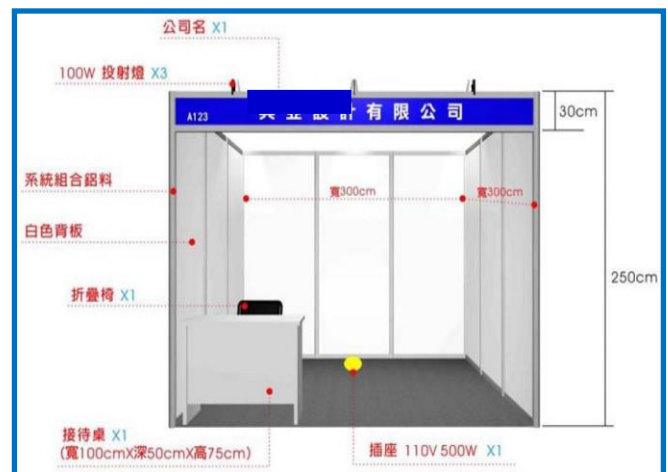 公司名 X1
100W 投射燈 X3
A123
設計有限公司
30cm
系統組合鋁料
寬300cm
寬300cm
白色背板
250cm
折疊椅 X1
接待桌 X1
(寬100cmX深50cmX高75cm)
插座 110V 500W X1